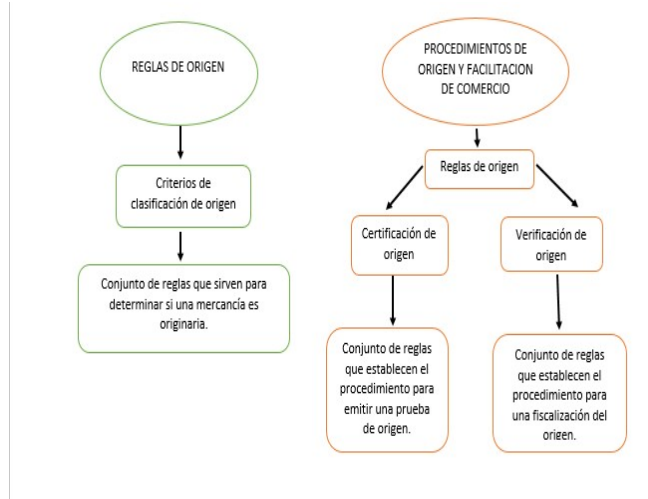 REGLAS DE ORIGEN
Criterios de
clasificación de origen
Conjunto de reglas que sirven para
determinar si una mercancía es
originaria.
PROCEDIMIENTOS DE
ORIGEN Y FACILITACION
DE COMERCIO
Reglas de origen
Certificación de
origen
Conjunto de reglas
que establecen el
procedimiento para
emitir una prueba
de origen.
Verificación de
origen
Conjunto de reglas
que establecen el
procedimiento para
una fiscalización del
origen.